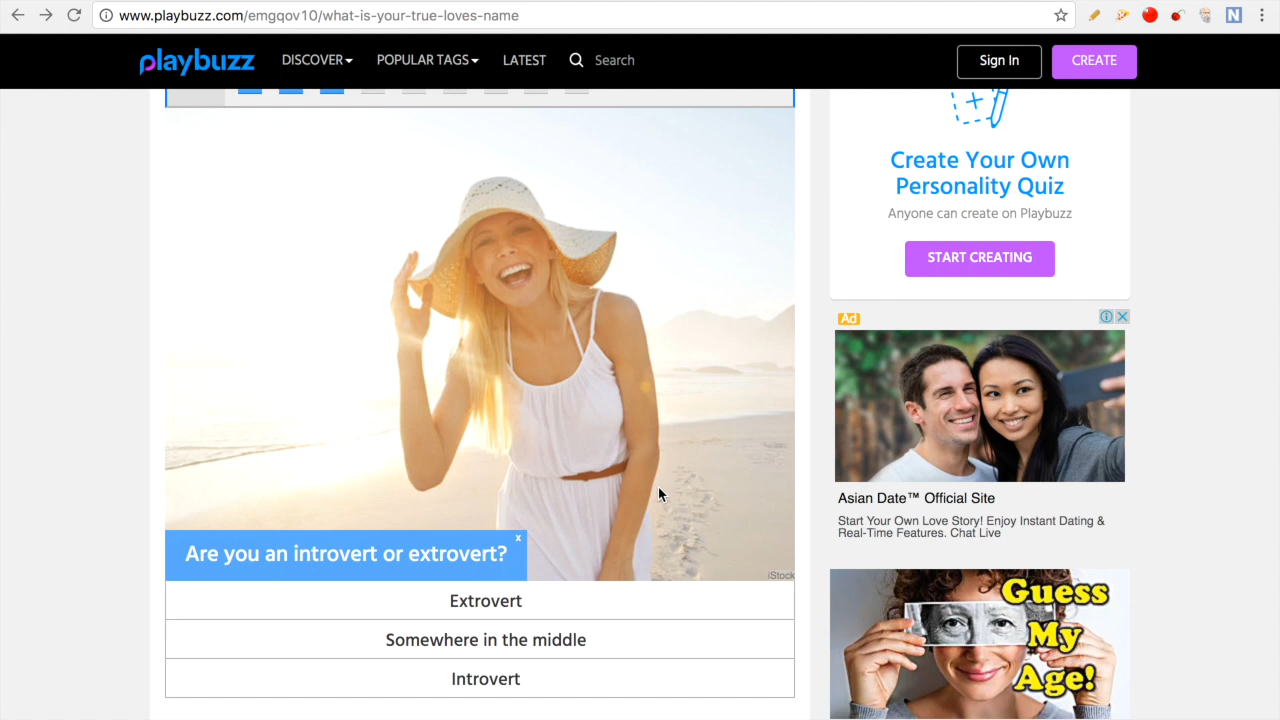 www.playbuzz.com/emgqov10/what-is-your-true-loves-name
N
playbuzz
DISCOVER
POPULAR TAGS
LATEST
Search
Sign In
CREATE
Create Your Own
Personality Quiz
Anyone can create on Playbuzz
START CREATING
Ad
Asian Date™ Official Site
Start Your Own Love Story! Enjoy Instant Dating &
Real-Time Features. Chat Live
x
Are you an introvert or extrovert?
iStock
Extrovert
Somewhere in the middle
Introvert
Guess
My
Age!